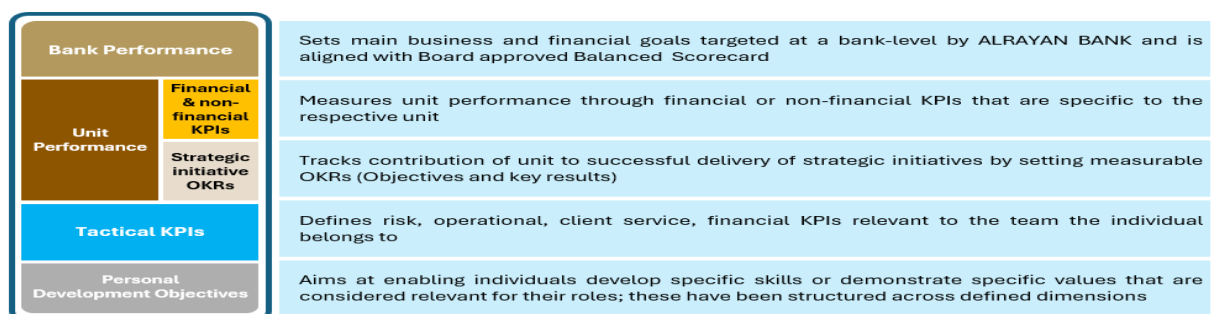 Bank Performance
Sets main business and financial goals targeted at a bank-level by ALRAYAN BANK and is
aligned with Board approved Balanced Scorecard
Unit
Performance
Financial
& non-
financial
KPIs
Measures unit performance through financial or non-financial KPIs that are specific to the
respective unit
Strategic
initiative
OKRs
Tracks contribution of unit to successful delivery of strategic initiatives by setting measurable
OKRs (Objectives and key results)
Tactical KPIs
Defines risk, operational, client service, financial KPIs relevant to the team the individual
belongs to
Personal
Development Objectives
Aims at enabling individuals develop specific skills or demonstrate specific values that are
considered relevant for their roles; these have been structured across defined dimensions